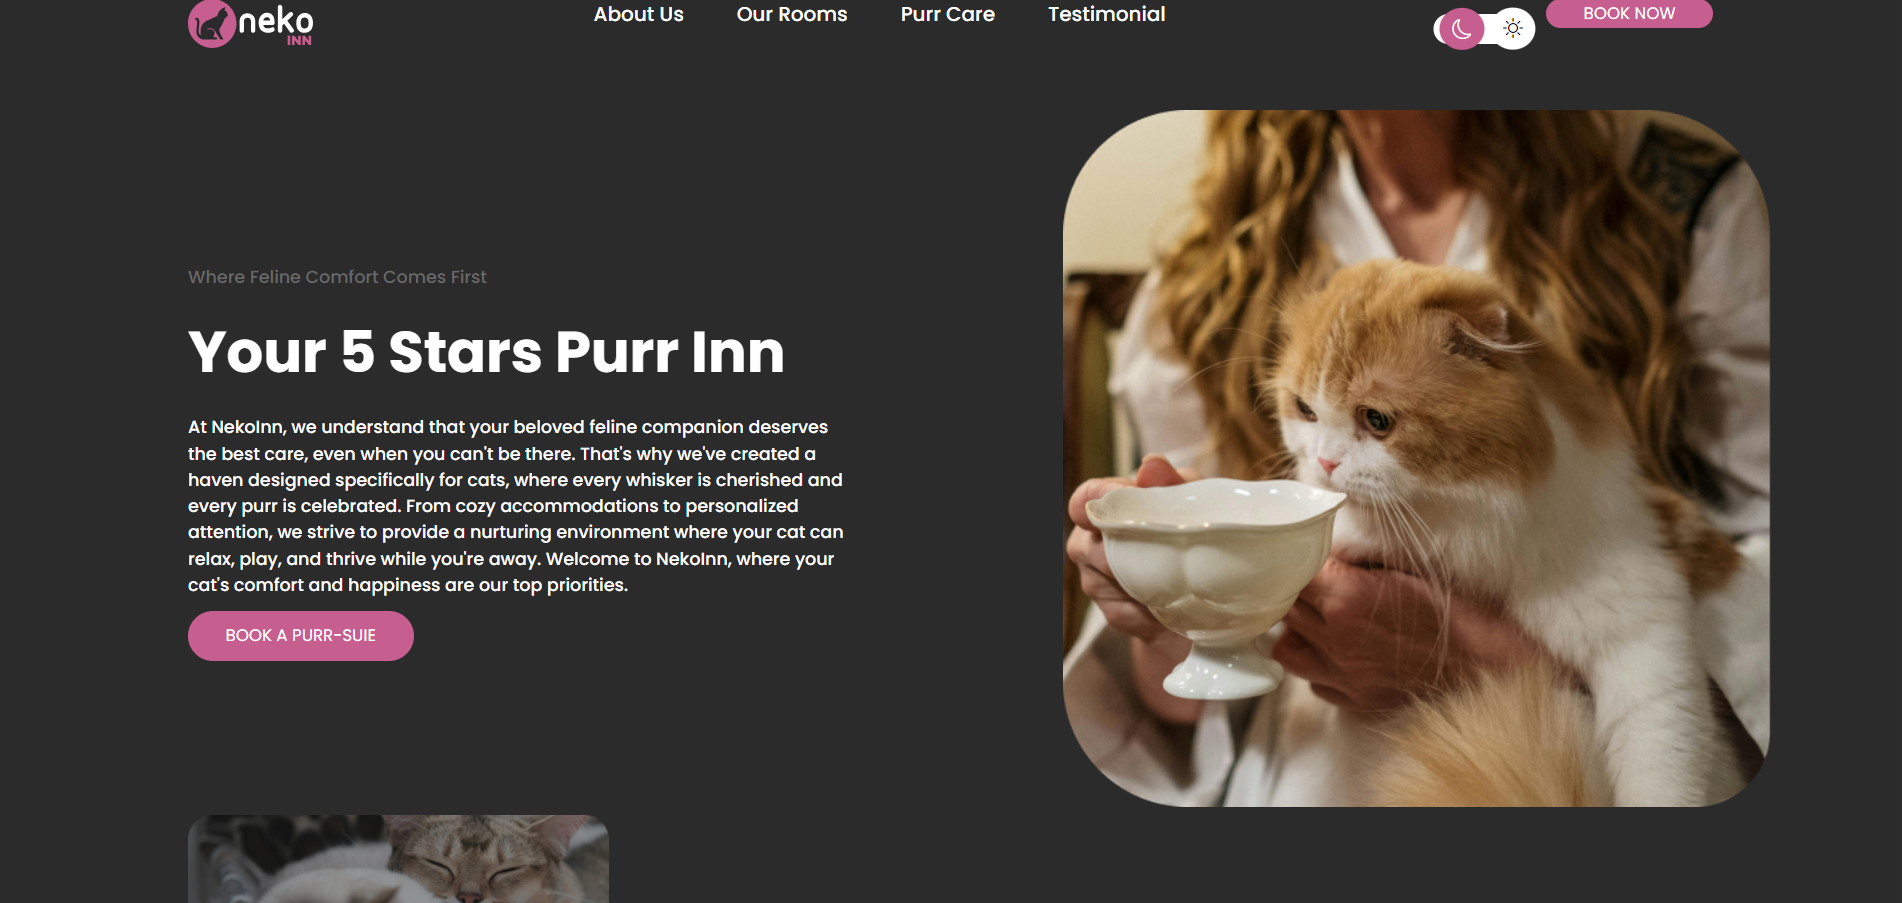 neko
INN
About Us
Our Rooms
Purr Care
Testimonial
BOOK NOW
Where Feline Comfort Comes First
Your 5 Stars Purr Inn
At NekoInn, we understand that your beloved feline companion deserves
the best care, even when you can't be there. That's why we've created a
haven designed specifically for cats, where every whisker is cherished and
every purr is celebrated. From cozy accommodations to personalized
attention, we strive to provide a nurturing environment where your cat can
relax, play, and thrive while you're away. Welcome to NekoInn, where your
cat's comfort and happiness are our top priorities.
BOOK A PURR-SUIE